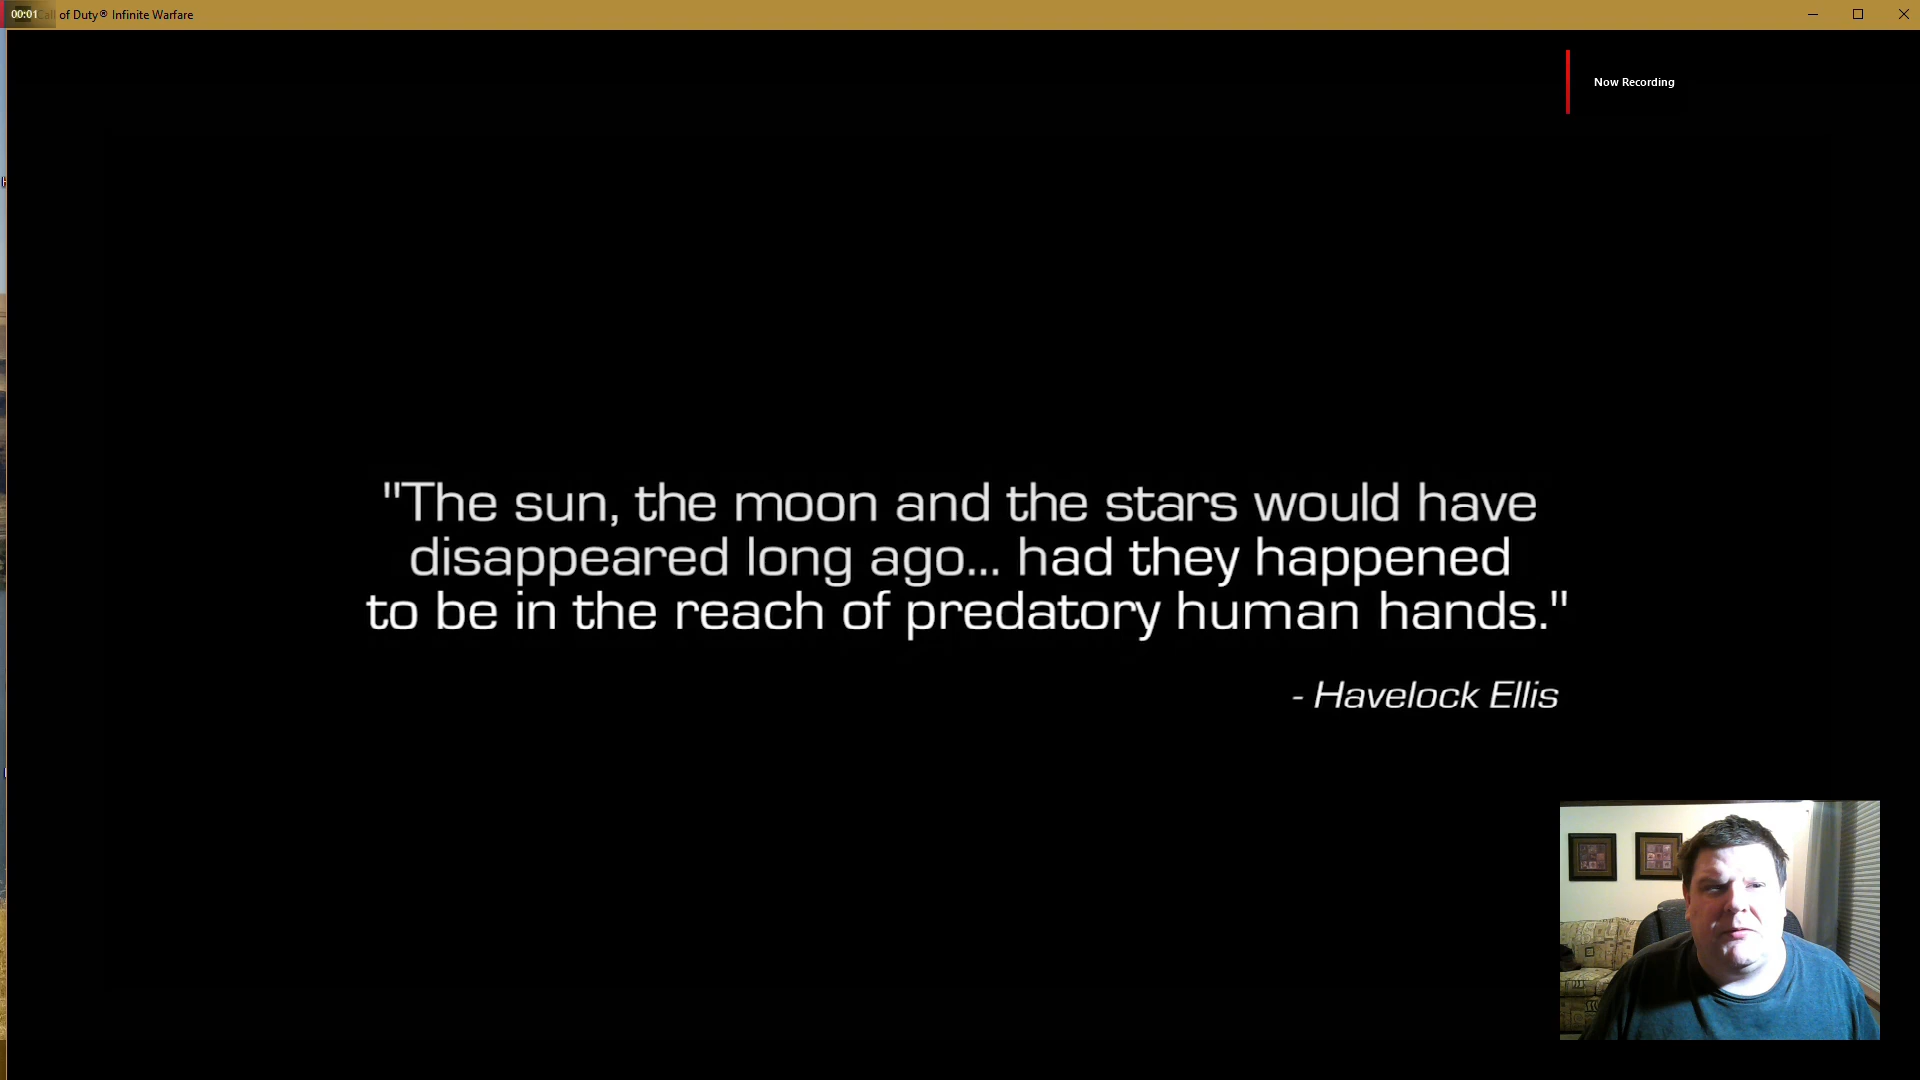 00:01 Call of Duty® Infinite Warfare
Now Recording
"The sun, the moon and the stars would have
disappeared long ago... had they happened
to be in the reach of predatory human hands."
- Havelock Ellis